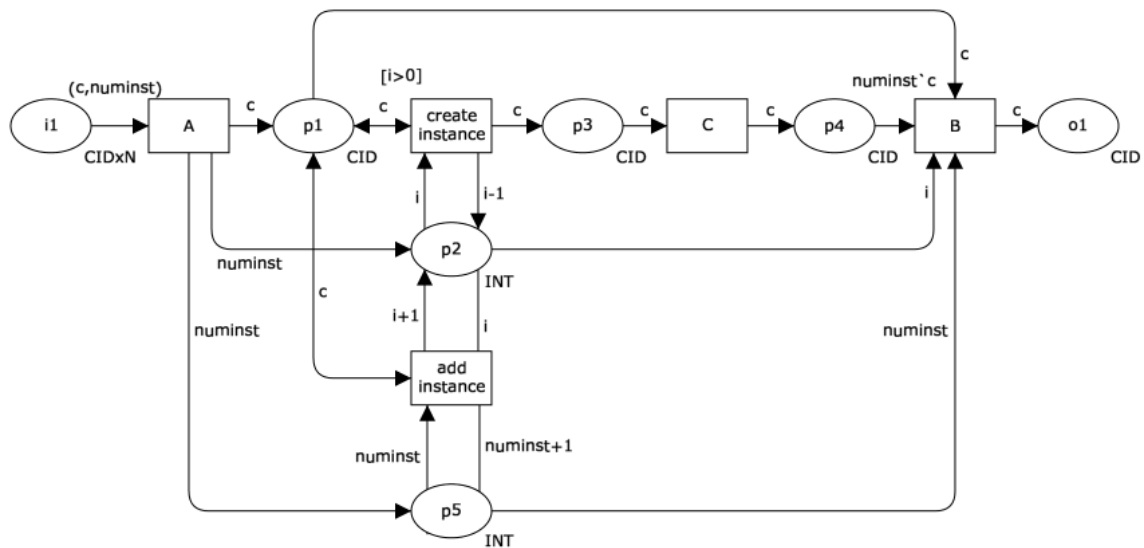 c
(c,numinst)
[i>0]
numinst`c
i1
A
c
p1
c
create
instance
c
p3
c
C
c
p4
B
c
o1
CIDxN
CID
CID
CID
CID
i
i-1
i
numinst
p2
INT
c
i+1
i
numinst
numinst
add
instance
numinst
numinst+1
p5
INT